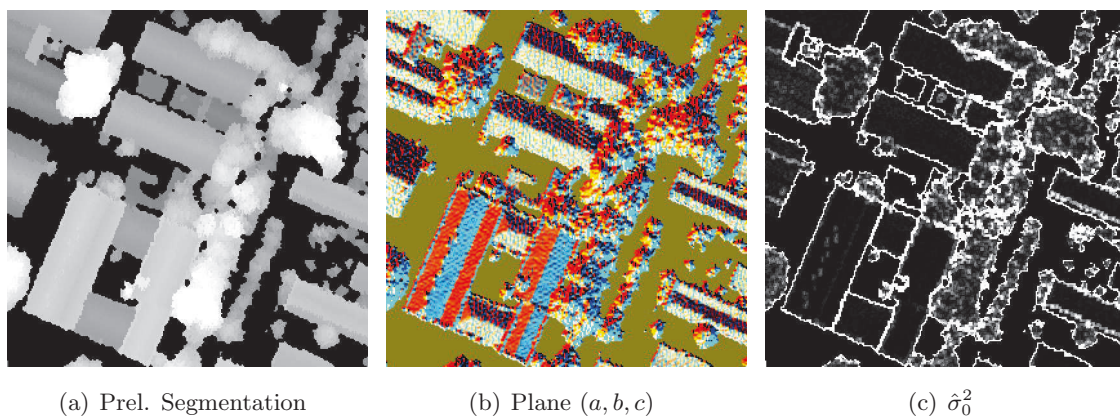 (a) Prel. Segmentation
(b) Plane (a, b, c)
(c) σ̂₀²